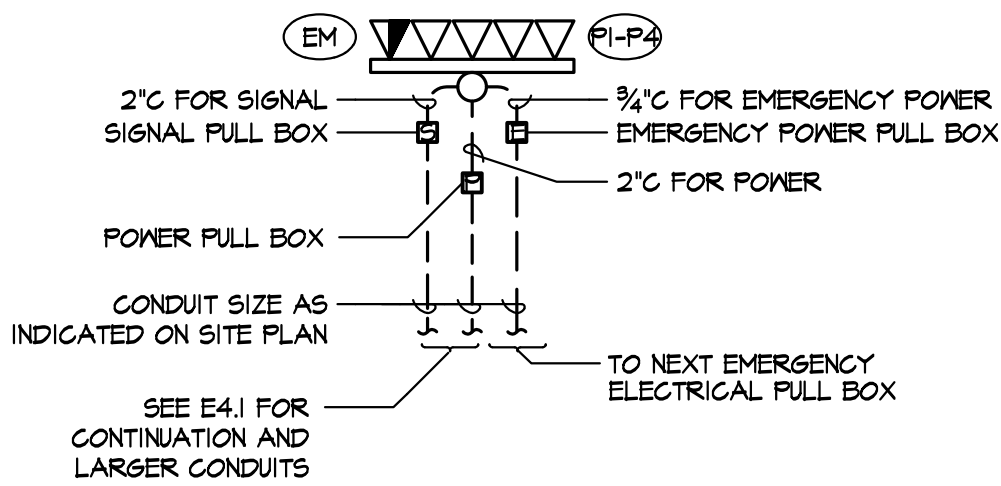 EM
P1-P4
2"C FOR SIGNAL
SIGNAL PULL BOX
¾"C FOR EMERGENCY POWER
EMERGENCY POWER PULL BOX
S
E
2"C FOR POWER
POWER PULL BOX
CONDUIT SIZE AS
INDICATED ON SITE PLAN
TO NEXT EMERGENCY
ELECTRICAL PULL BOX
SEE E4.1 FOR
CONTINUATION AND
LARGER CONDUITS